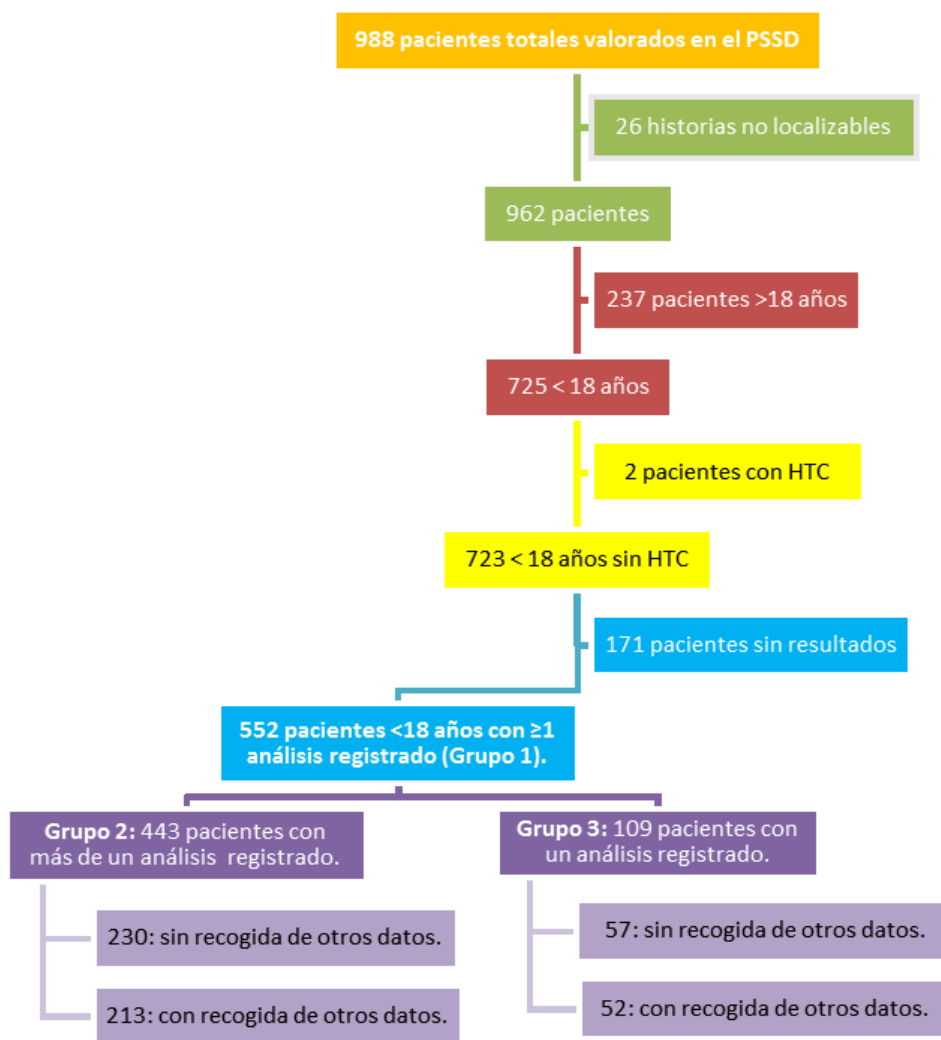 988 pacientes totales valorados en el PSSD
26 historias no localizables
962 pacientes
237 pacientes >18 años
725 < 18 años
2 pacientes con HTC
723 < 18 años sin HTC
171 pacientes sin resultados
552 pacientes <18 años con ≥1
análisis registrado (Grupo 1).
Grupo 2: 443 pacientes con
más de un análisis registrado.
230: sin recogida de otros datos.
213: con recogida de otros datos.
Grupo 3: 109 pacientes con
un análisis registrado.
57: sin recogida de otros datos.
52: con recogida de otros datos.